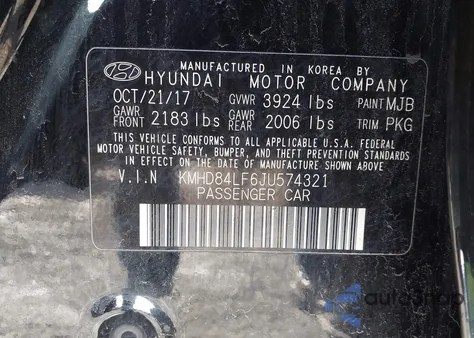 MANUFACTURED IN KOREA BY
HYUNDAI MOTOR COMPANY
OCT/21/17 GVWR 3924 lbs PAINT MJB
GAWR FRONT 2183 lbs GAWR REAR 2006 lbs TRIM PKG
THIS VEHICLE CONFORMS TO ALL APPLICABLE U.S.A. FEDERAL
MOTOR VEHICLE SAFETY, BUMPER, AND THEFT PREVENTION STANDARDS
IN EFFECT ON THE DATE OF MANUFACTURE SHOWN ABOVE.
V.I.N KMHD84LF6JU574321
PASSENGER CAR
autosnap